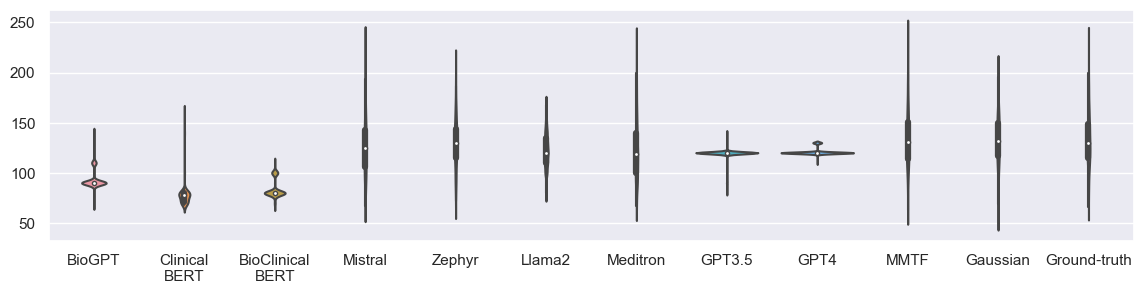 250
200
150
100
50
BioGPT Clinical BioClinical Mistral Zephyr Llama2 Meditron GPT3.5 GPT4 MMTF Gaussian Ground-truth
BERT BERT